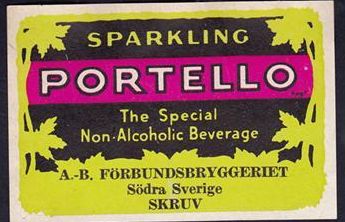 SPARKLING
PORTELLO
The Special
Non-Alcoholic Beverage
A.-B. FÖRBUNDSBRYGGERIET
Södra Sverige
SKRUV